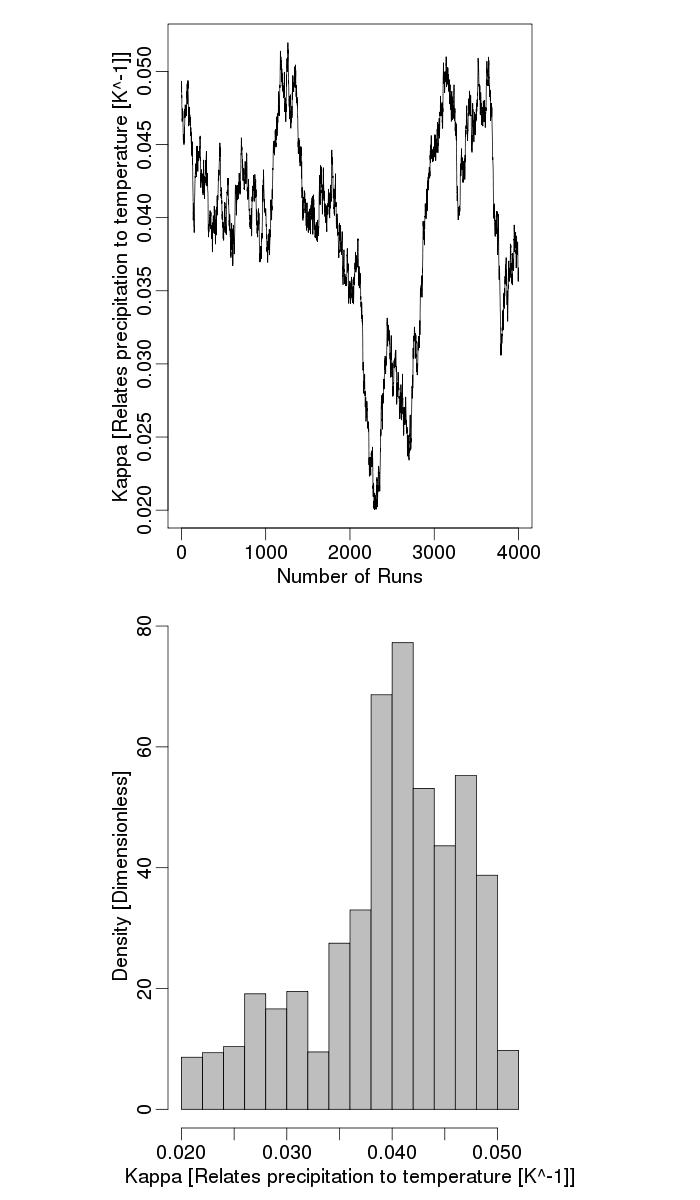 Kappa [Relates precipitation to temperature [K^-1]]
0.050
0.045
0.040
0.035
0.030
0.025
0.020
0 1000 2000 3000 4000
Number of Runs
Density [Dimensionless]
80
60
40
20
0
0.020 0.030 0.040 0.050
Kappa [Relates precipitation to temperature [K^-1]]